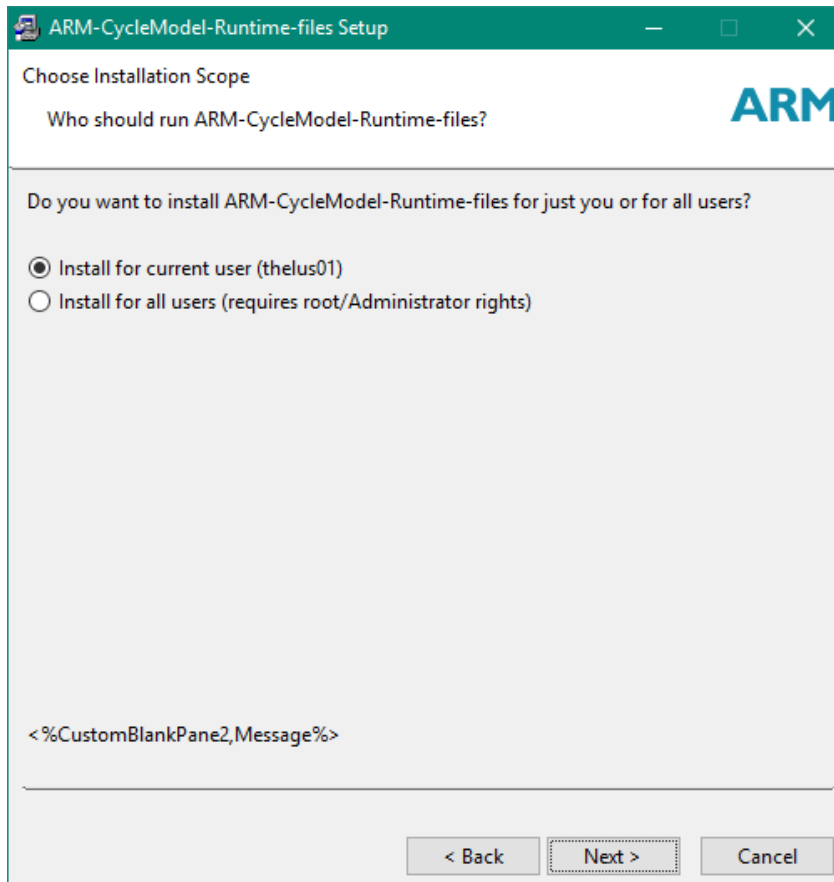 ARM-CycleModel-Runtime-files Setup
Choose Installation Scope
Who should run ARM-CycleModel-Runtime-files?
ARM
Do you want to install ARM-CycleModel-Runtime-files for just you or for all users?
Install for current user (thelus01)
Install for all users (requires root/Administrator rights)
<%CustomBlankPane2,Message%>
< Back Next > Cancel